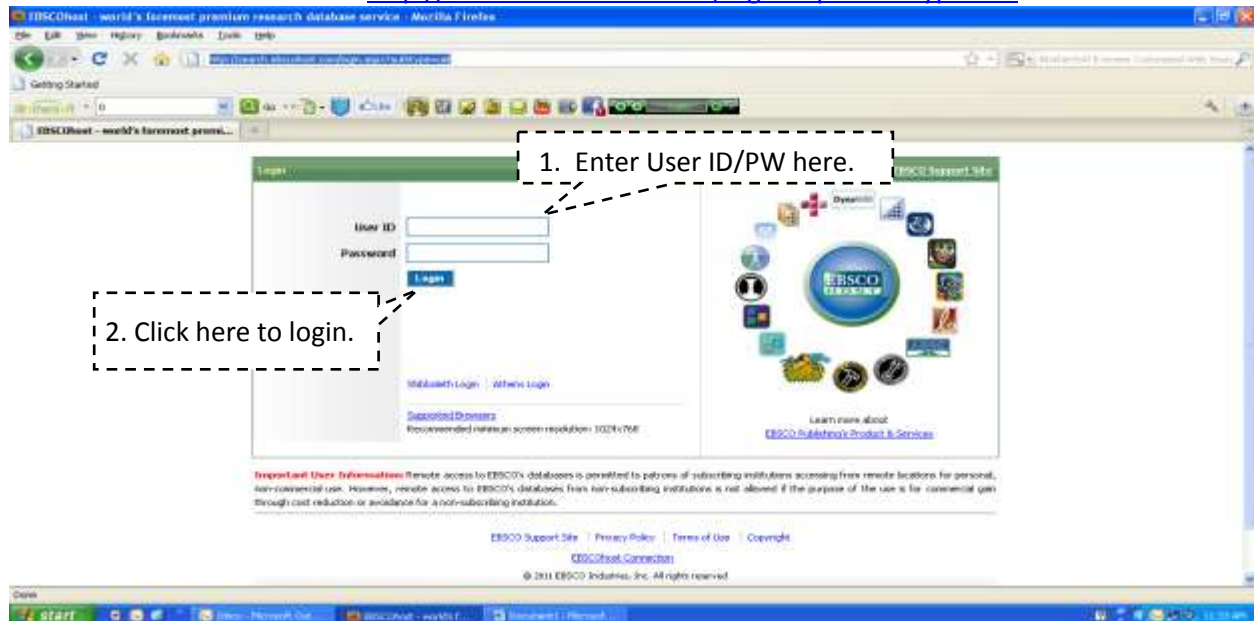 EBSCOhost - world's foremost premium research database service - Mozilla Firefox
File Edit View History Bookmarks Tools Help
Getting Started
EBSCOhost - world's foremost premi...
1. Enter User ID/PW here.
Login
EBSCO Support Site
User ID
Password
Login
2. Click here to login.
EBSCO
HOST
Shibboleth Login Athens Login
Supported Browsers
Recommended minimum screen resolution: 1024x768
Learn more about
EBSCO Publishing's Product & Services
Important User Information: Remote access to EBSCO's databases is permitted to patrons of subscribing institutions accessing from remote locations for personal,
non-commercial use. However, remote access to EBSCO's databases from non-subscribing institutions is not allowed if the purpose of the use is for commercial gain
through cost reduction or avoidance for a non-subscribing institution.
EBSCO Support Site Privacy Policy Terms of Use Copyright
EBSCOhost Connection
© 2011 EBSCO Industries, Inc. All rights reserved
Done
start